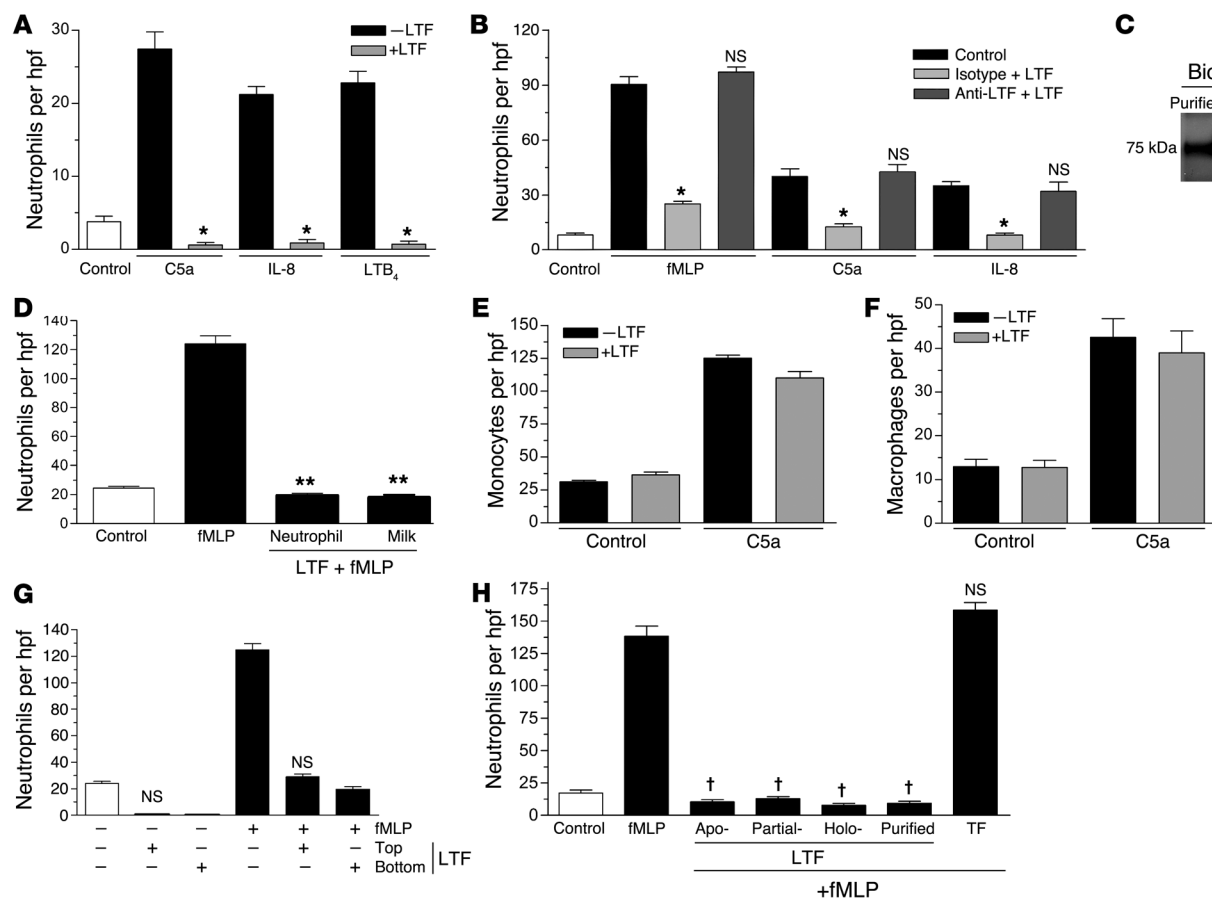 A
Neutrophils per hpf
30
20
10
0
–LTF
+LTF
*
*
*
Control
C5a
IL-8
LTB4
B
Neutrophils per hpf
120
90
60
30
0
Control
Isotype + LTF
Anti-LTF + LTF
NS
*
NS
*
NS
*
Control
fMLP
C5a
IL-8
C
Purifie
75 kDa
D
Neutrophils per hpf
140
120
100
80
60
40
20
0
**
**
Control
fMLP
Neutrophil
Milk
LTF + fMLP
E
Monocytes per hpf
150
125
100
75
50
25
0
–LTF
+LTF
Control
C5a
F
Macrophages per hpf
50
40
30
20
10
0
–LTF
+LTF
Control
C5a
G
Neutrophils per hpf
140
120
100
80
60
40
20
0
NS
NS
– – – + + + fMLP
– + – – + – Top
– – + – – + Bottom
LTF
H
Neutrophils per hpf
175
150
125
100
75
50
25
0
NS
† † † †
Control
fMLP
Apo-
Partial-
Holo-
Purified
TF
LTF
+fMLP